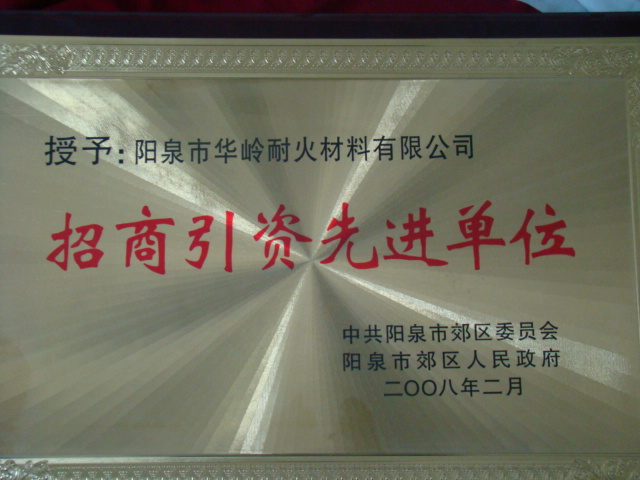 授予:阳泉市华岭耐火材料有限公司
招商引资先进单位
中共阳泉市郊区委员会
阳泉市郊区人民政府
二〇〇八年二月